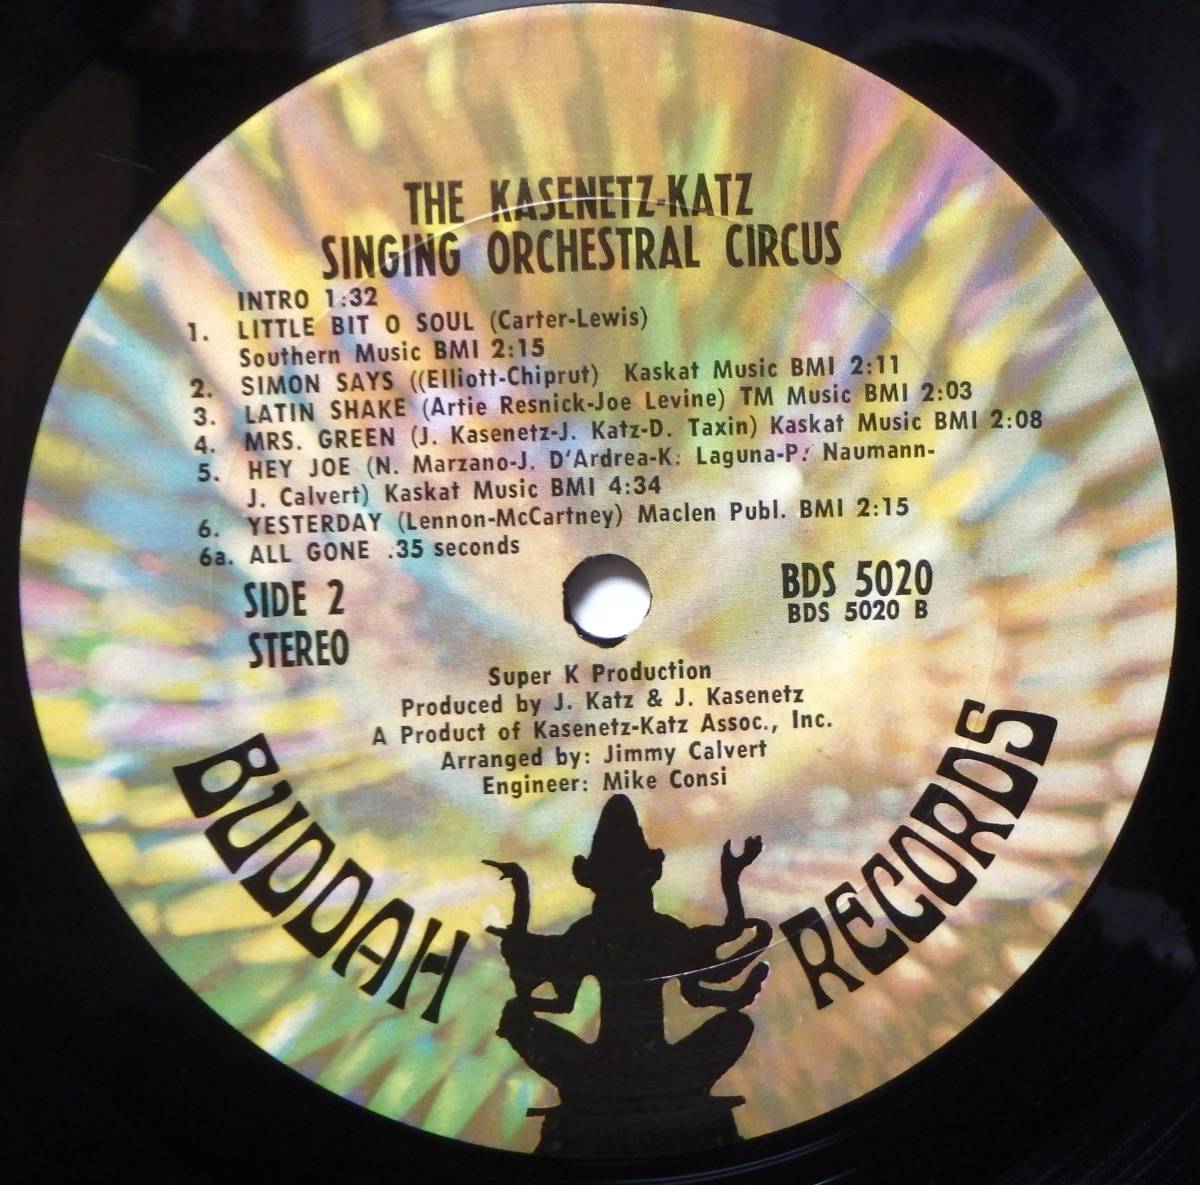 THE KASENETZ-KATZ
SINGING ORCHESTRAL CIRCUS
INTRO 1:32
1. LITTLE BIT O SOUL (Carter-Lewis)
Southern Music BMI 2:15
2. SIMON SAYS ((Elliott-Chiprut) Kaskat Music BMI 2:11
3. LATIN SHAKE (Artie Resnick-Joe Levine) TM Music BMI 2:03
4. MRS. GREEN (J. Kasenetz-J. Katz-D. Taxin) Kaskat Music BMI 2:08
5. HEY JOE (N. Marzano-J. D'Ardrea-K. Laguna-P. Naumann-
J. Calvert) Kaskat Music BMI 4:34
6. YESTERDAY (Lennon-McCartney) Maclen Publ. BMI 2:15
6a. ALL GONE .35 seconds
SIDE 2
STEREO
BDS 5020
BDS 5020 B
Super K Production
Produced by J. Katz & J. Kasenetz
A Product of Kasenetz-Katz Assoc., Inc.
Arranged by: Jimmy Calvert
Engineer: Mike Consi
BUDDAH RECORDS